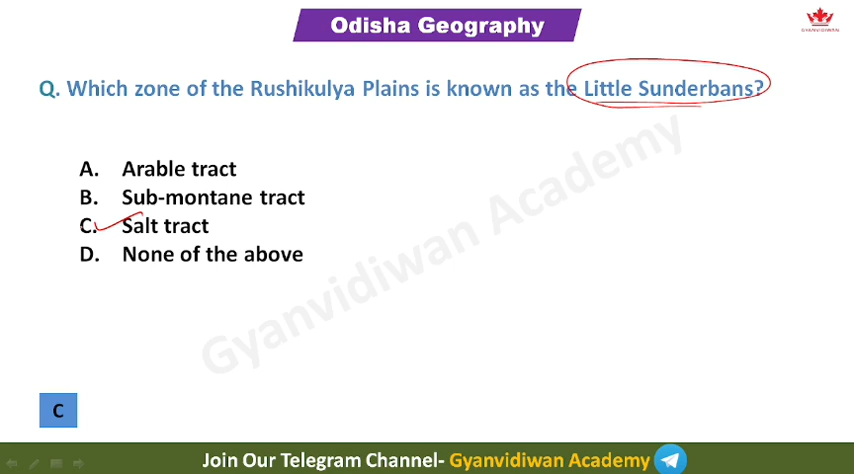 Odisha Geography
GYANVIDIWAN
Q. Which zone of the Rushikulya Plains is known as the Little Sunderbans?
A. Arable tract
B. Sub-montane tract
C. Salt tract
D. None of the above
Gyanvidiwan Academy
C
Join Our Telegram Channel- Gyanvidiwan Academy